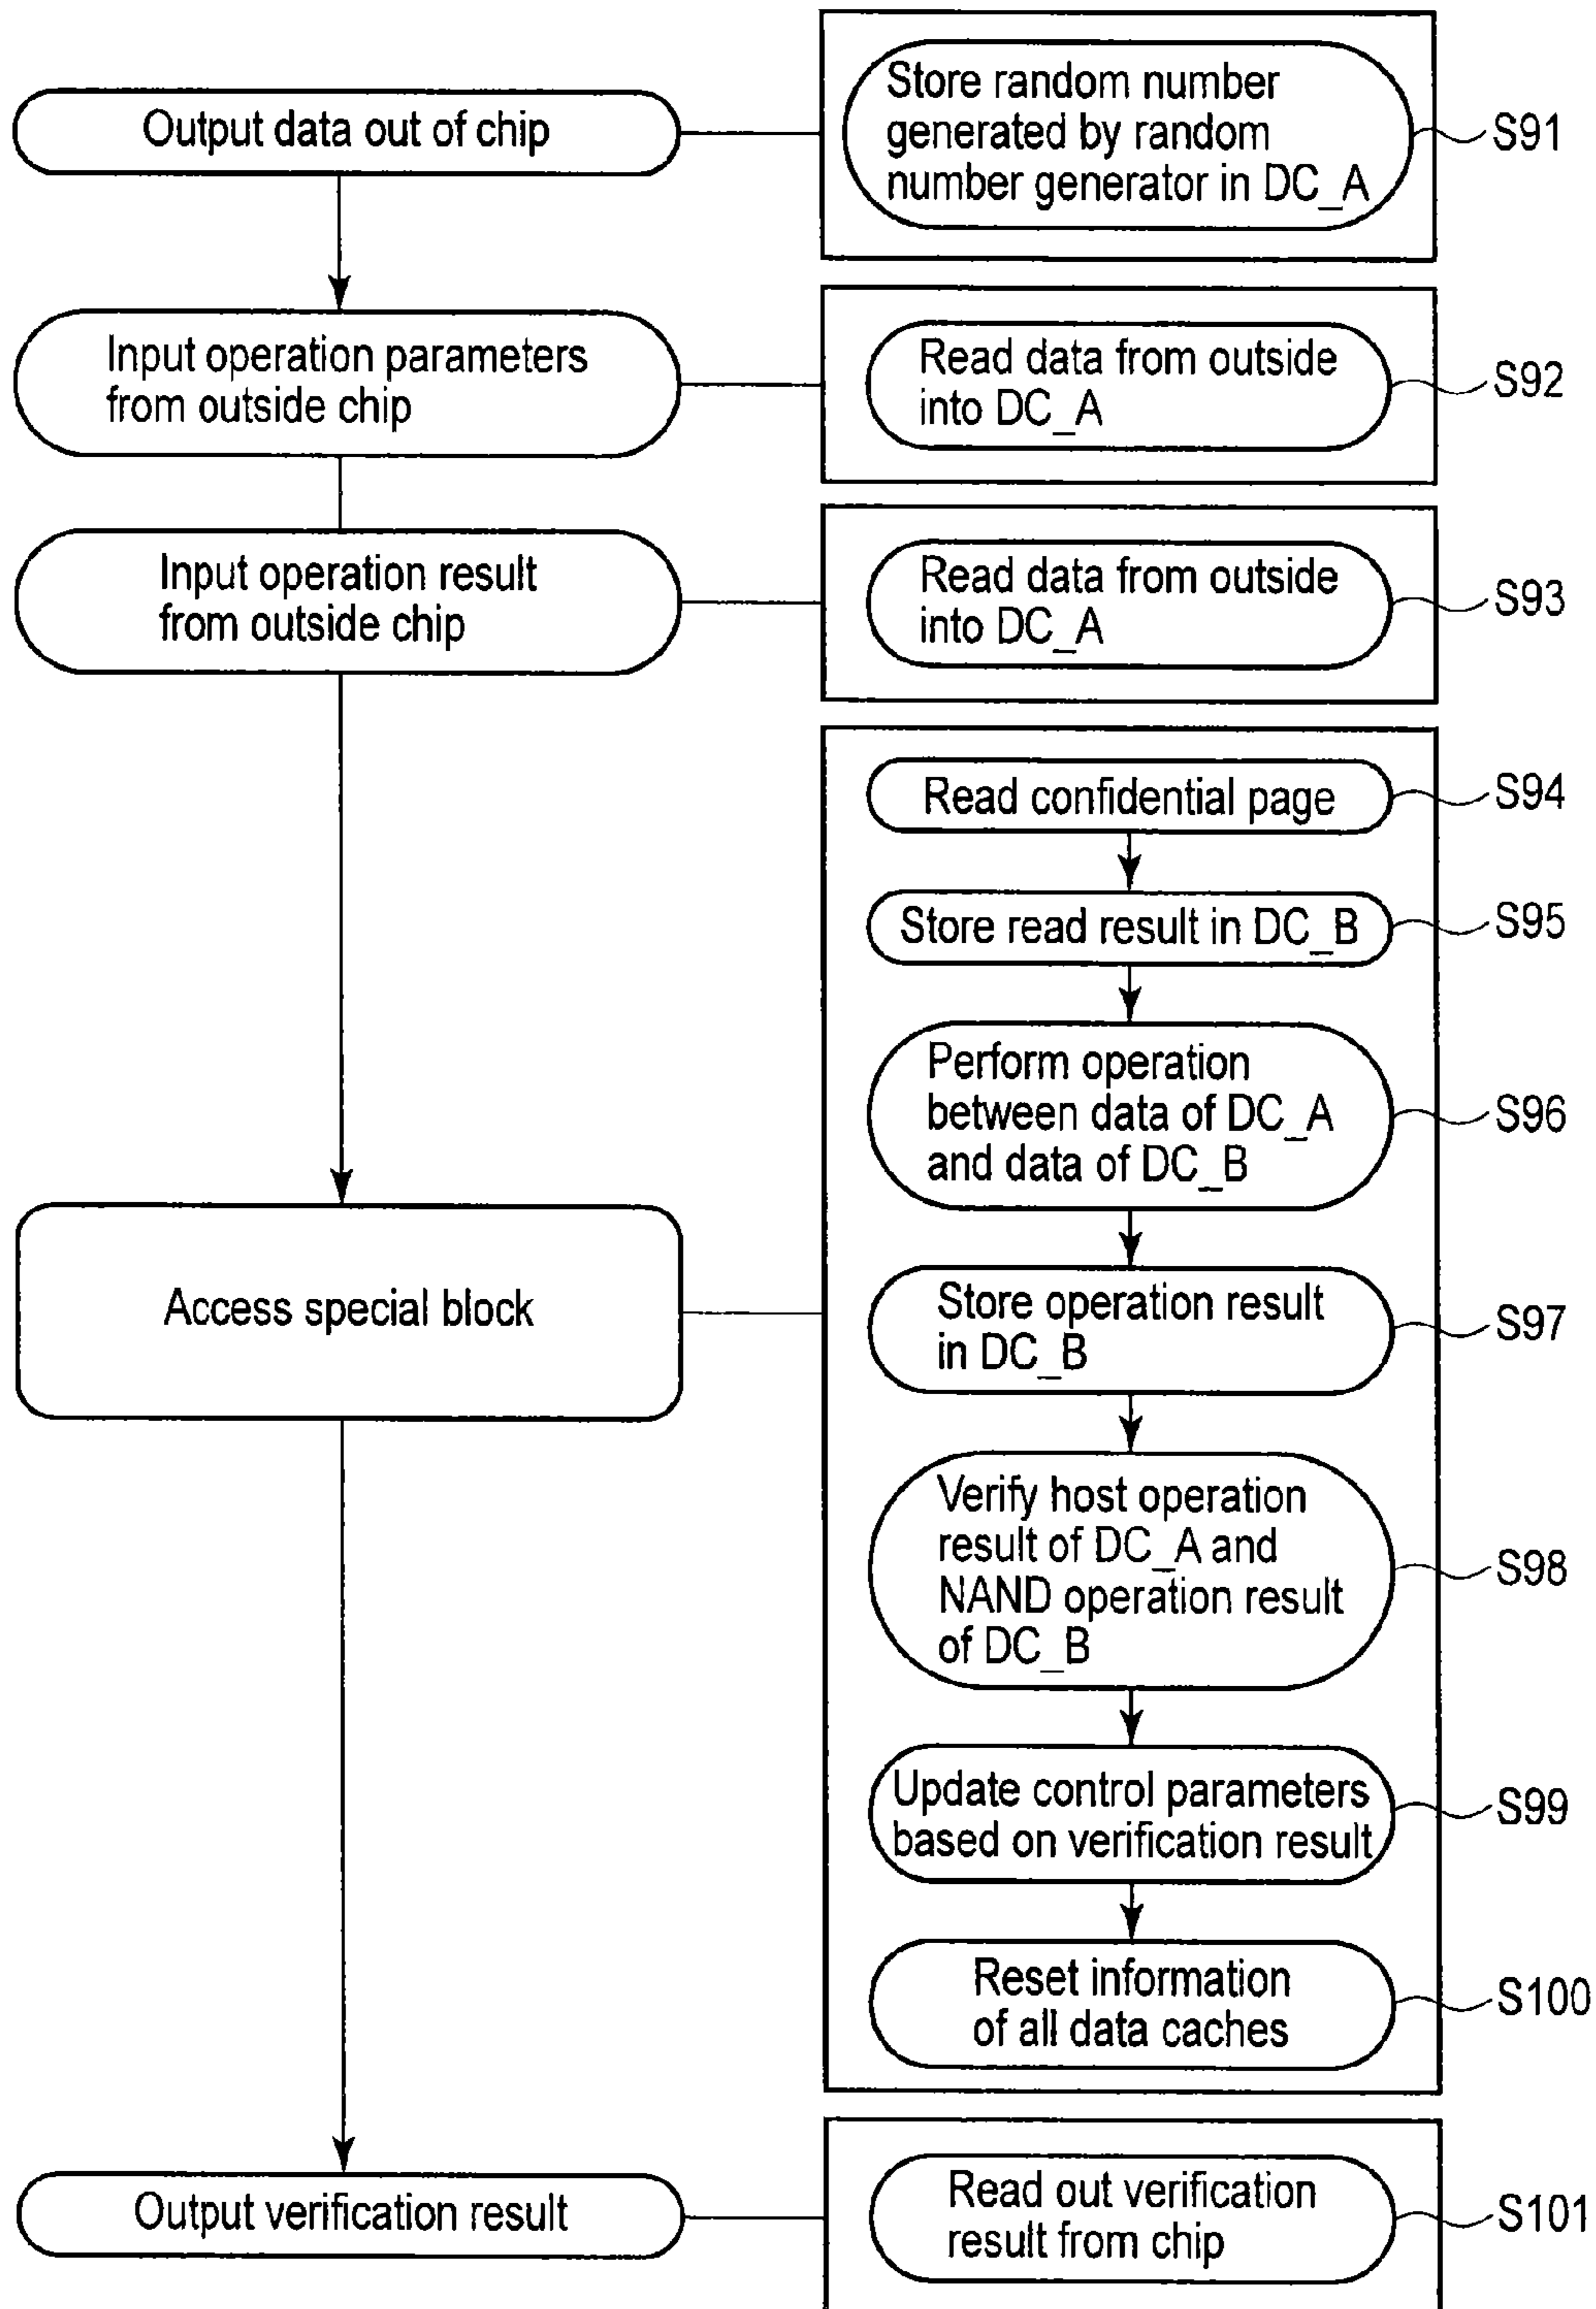 Output data out of chip
Store random number
generated by random
number generator in DC_A
S91
Input operation parameters
from outside chip
Read data from outside
into DC_A
S92
Input operation result
from outside chip
Read data from outside
into DC_A
S93
Read confidential page
S94
Store read result in DC_B
S95
Perform operation
between data of DC_A
and data of DC_B
S96
Access special block
Store operation result
in DC_B
S97
Verify host operation
result of DC_A and
NAND operation result
of DC_B
S98
Update control parameters
based on verification result
S99
Reset information
of all data caches
S100
Output verification result
Read out verification
result from chip
S101